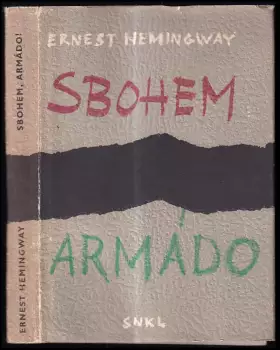 SBOHEM, ARMÁDO!
ERNEST HEMINGWAY
ERNEST HEMINGWAY
SBOHEM
ARMÁDO
SNKL